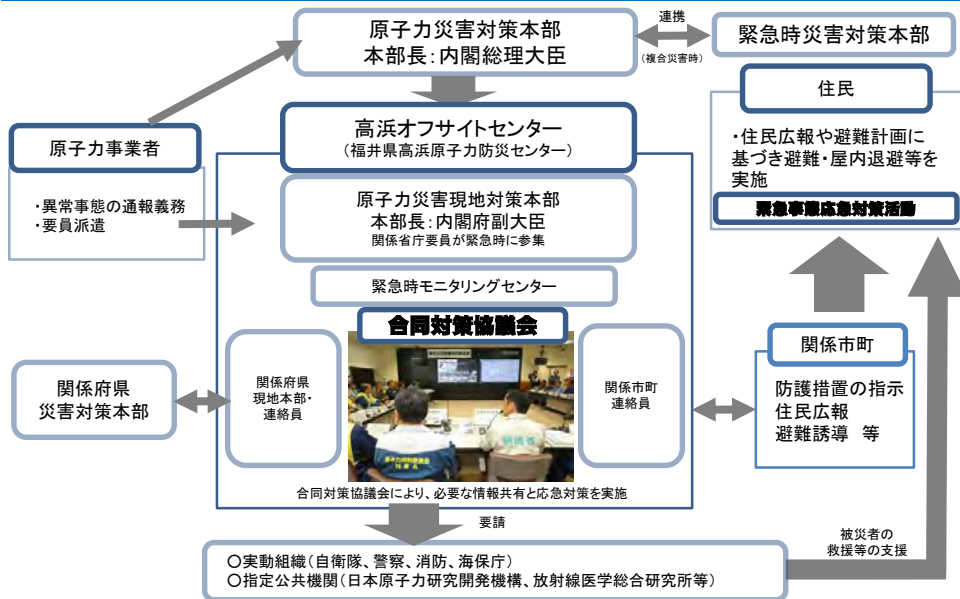 原子力災害対策本部
本部長：内閣総理大臣
連携
(複合災害時)
緊急時災害対策本部
住民
・住民広報や避難計画に
基づき避難・屋内退避等を
実施
緊急事態応急対策活動
原子力事業者
・異常事態の通報義務
・要員派遣
高浜オフサイトセンター
(福井県高浜原子力防災センター)
原子力災害現地対策本部
本部長：内閣府副大臣
関係省庁要員が緊急時に参集
緊急時モニタリングセンター
合同対策協議会
関係府県
災害対策本部
関係府県
現地本部・
連絡員
関係市町
連絡員
関係市町
防護措置の指示
住民広報
避難誘導 等
環境省
合同対策協議会により、必要な情報共有と応急対策を実施
要請
被災者の
救援等の支援
○実動組織(自衛隊、警察、消防、海保庁)
○指定公共機関(日本原子力研究開発機構、放射線医学総合研究所等)